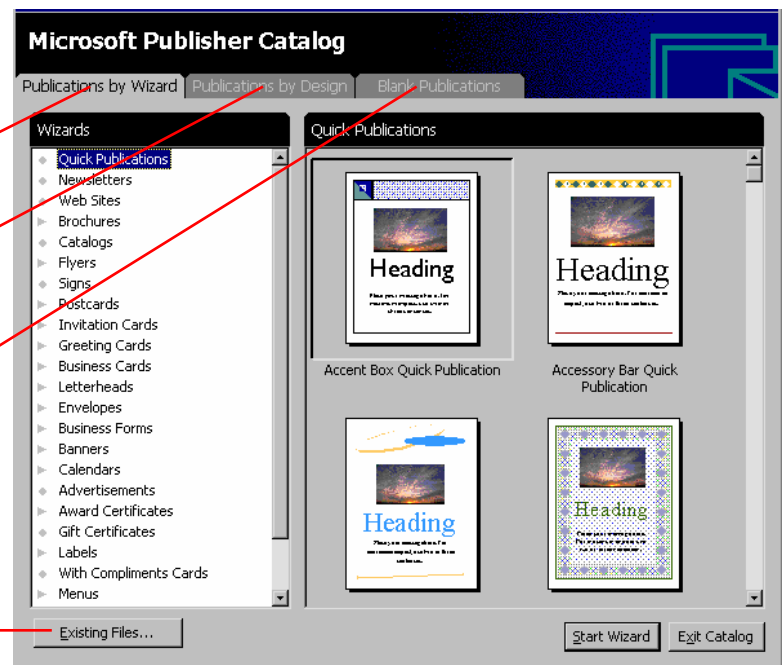 Microsoft Publisher Catalog
Publications by Wizard Publications by Design Blank Publications
Wizards
Quick Publications
Newsletters
Web Sites
Brochures
Catalogs
Flyers
Signs
Postcards
Invitation Cards
Greeting Cards
Business Cards
Letterheads
Envelopes
Business Forms
Banners
Calendars
Advertisements
Award Certificates
Gift Certificates
Labels
With Compliments Cards
Menus
Quick Publications
Heading
Accent Box Quick Publication
Heading
Accessory Bar Quick
Publication
Heading
Heading
Existing Files...
Start Wizard
Exit Catalog